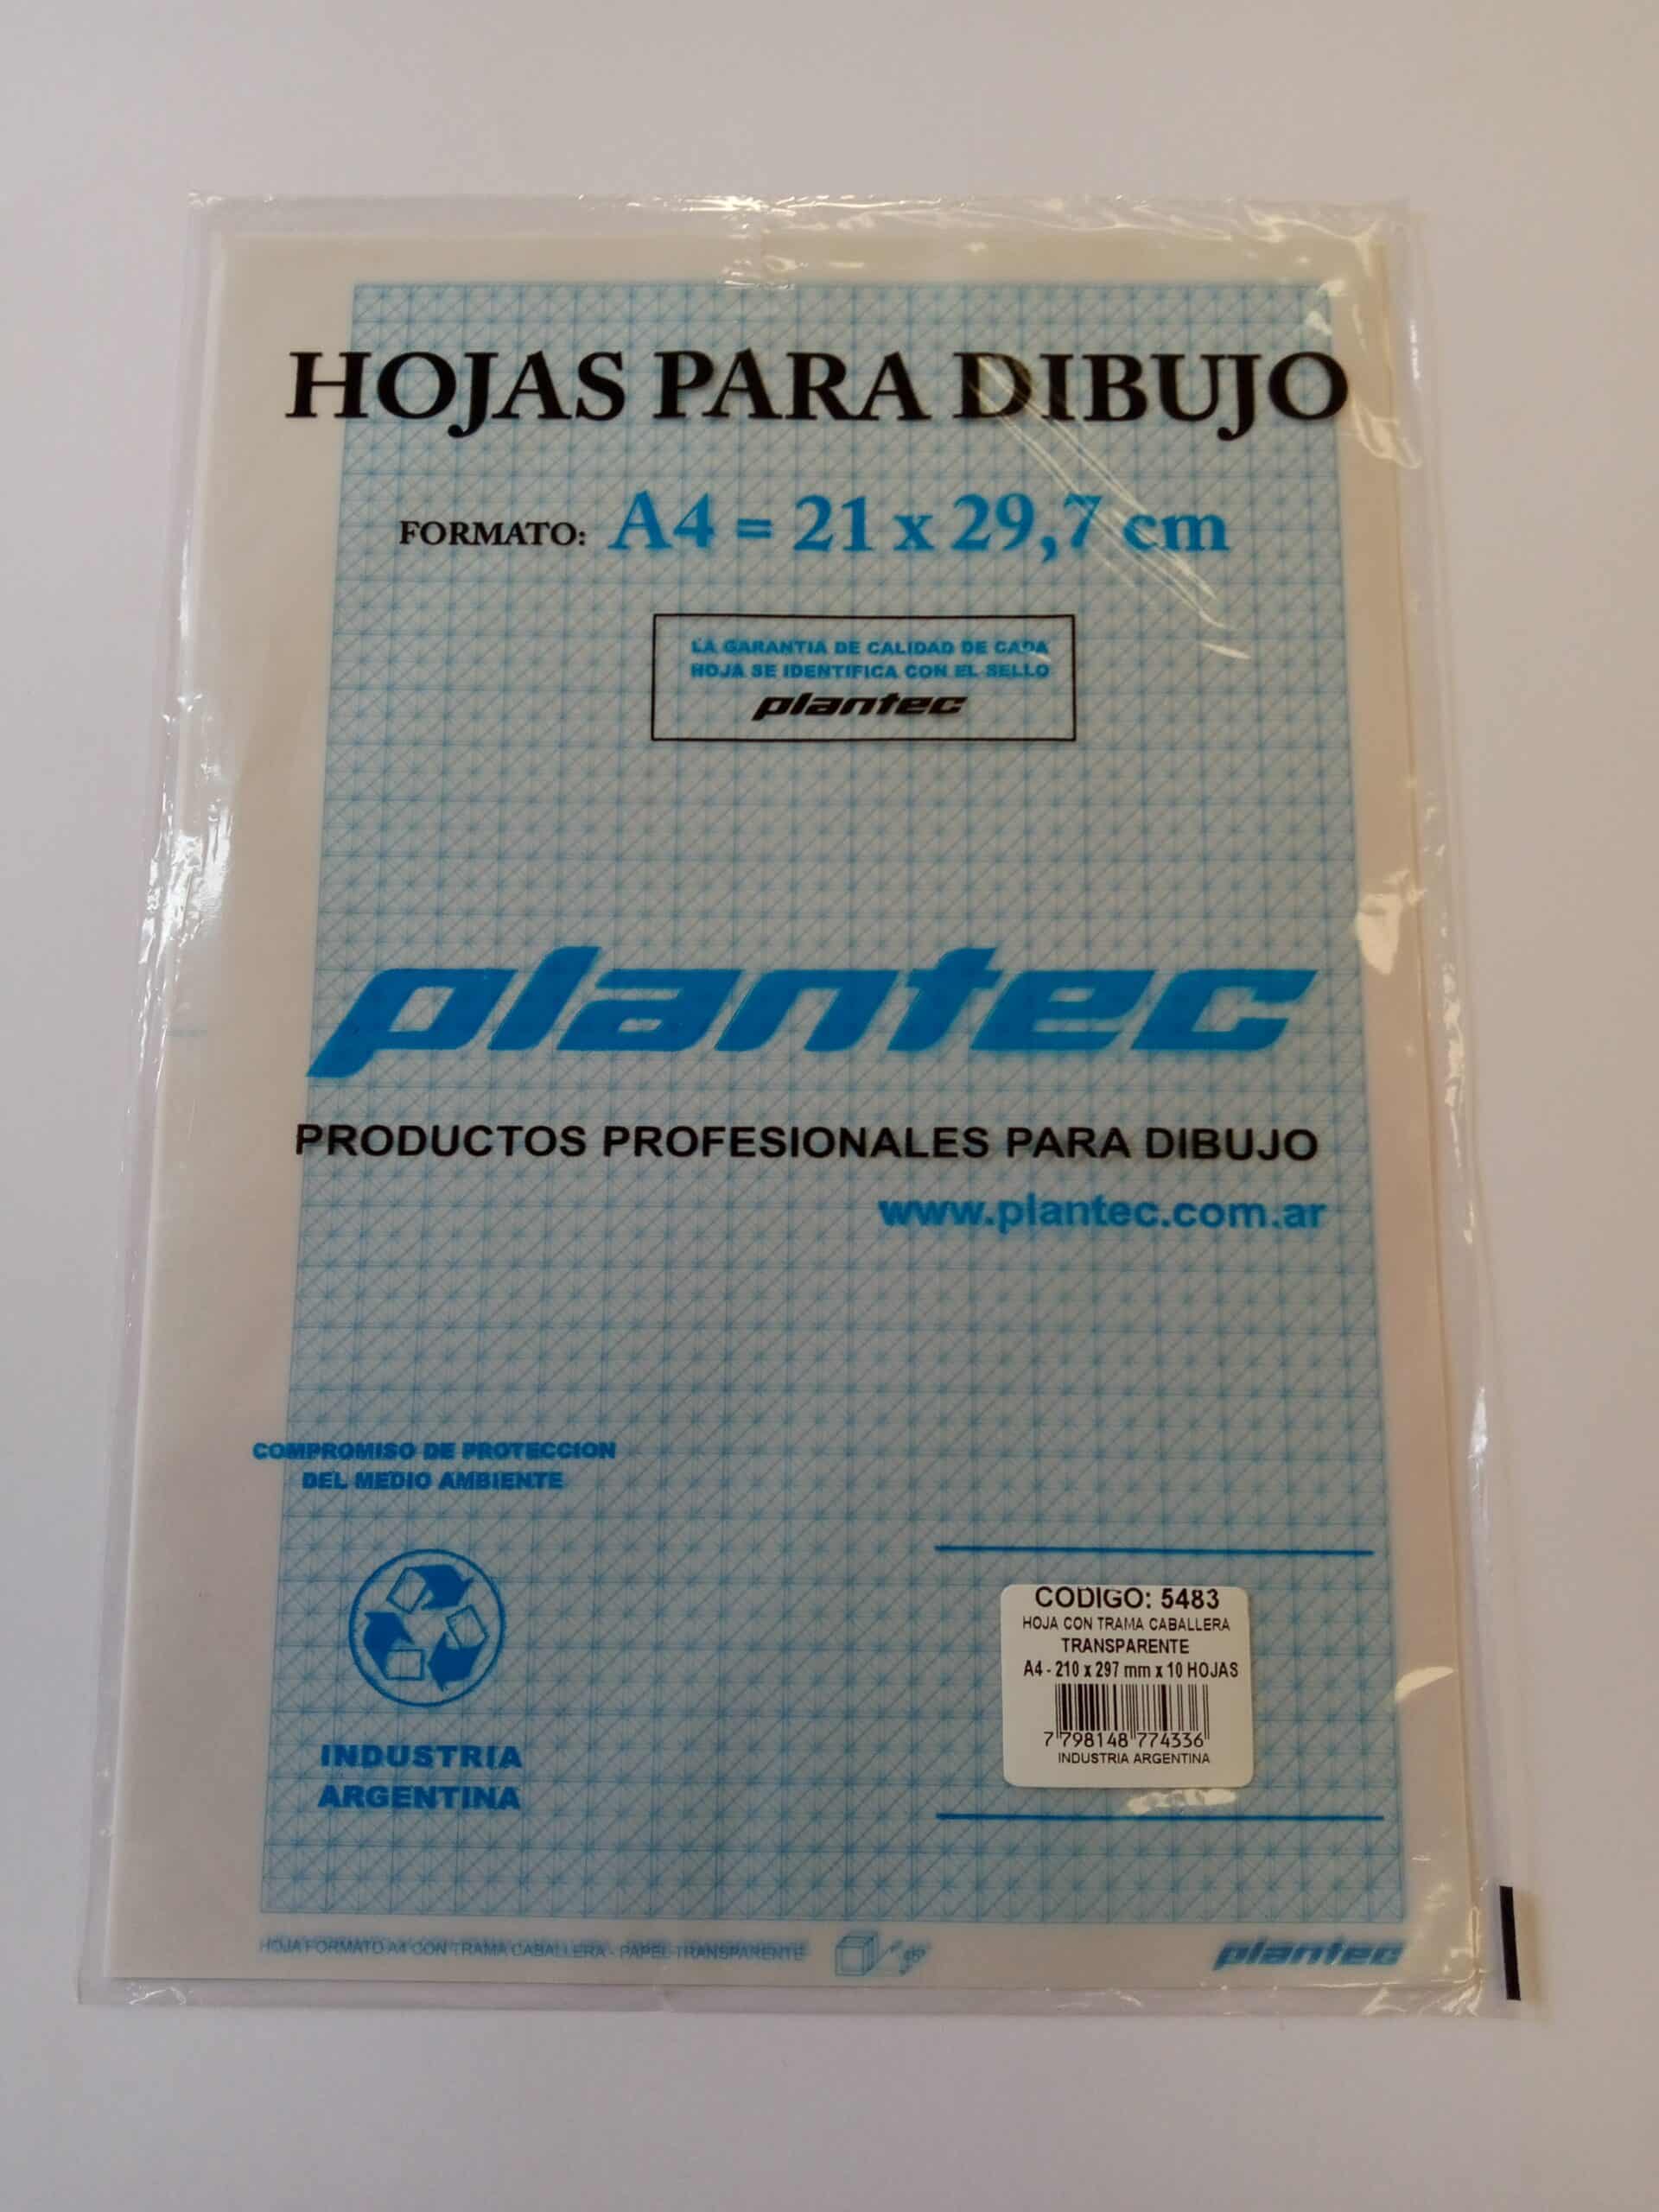 HOJAS PARA DIBUJO
FORMATO: A4 = 21 x 29,7 cm
LA GARANTIA DE CALIDAD DE CADA
HOJA SE IDENTIFICA CON EL SELLO
plantec
plantec
PRODUCTOS PROFESIONALES PARA DIBUJO
www.plantec.com.ar
COMPROMISO DE PROTECCION
DEL MEDIO AMBIENTE
INDUSTRIA
ARGENTINA
CODIGO: 5483
HOJA CON TRAMA CABALLERA
TRANSPARENTE
A4 - 210 x 297 mm x 10 HOJAS
7 798148 774336
INDUSTRIA ARGENTINA
HOJA FORMATO A4 CON TRAMA CABALLERA - PAPEL TRANSPARENTE
plantec